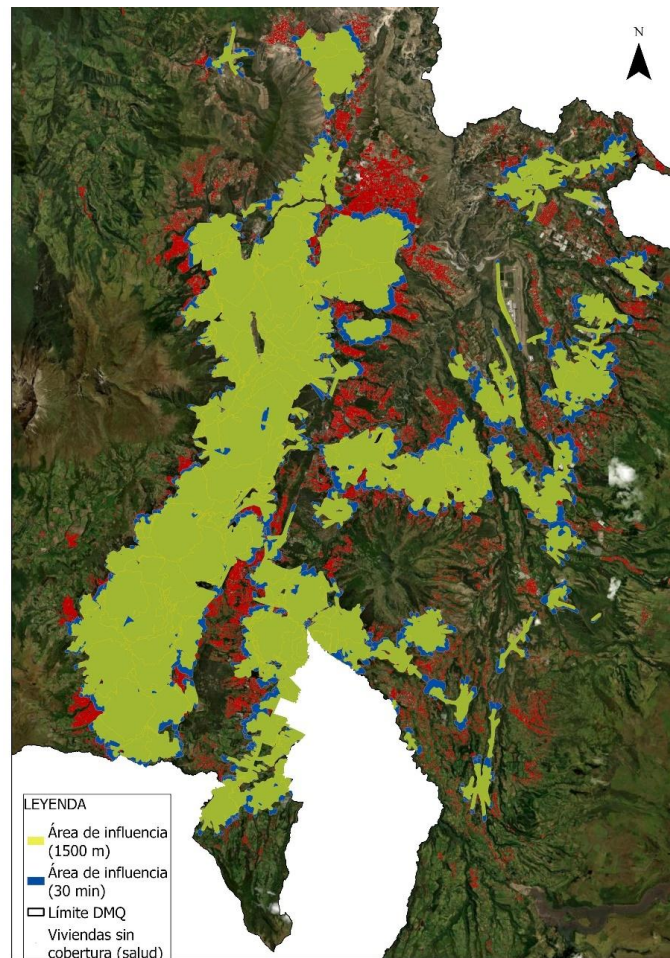 N
LEYENDA
Área de influencia
(1500 m)
Área de influencia
(30 min)
Límite DMQ
Viviendas sin
cobertura (salud)